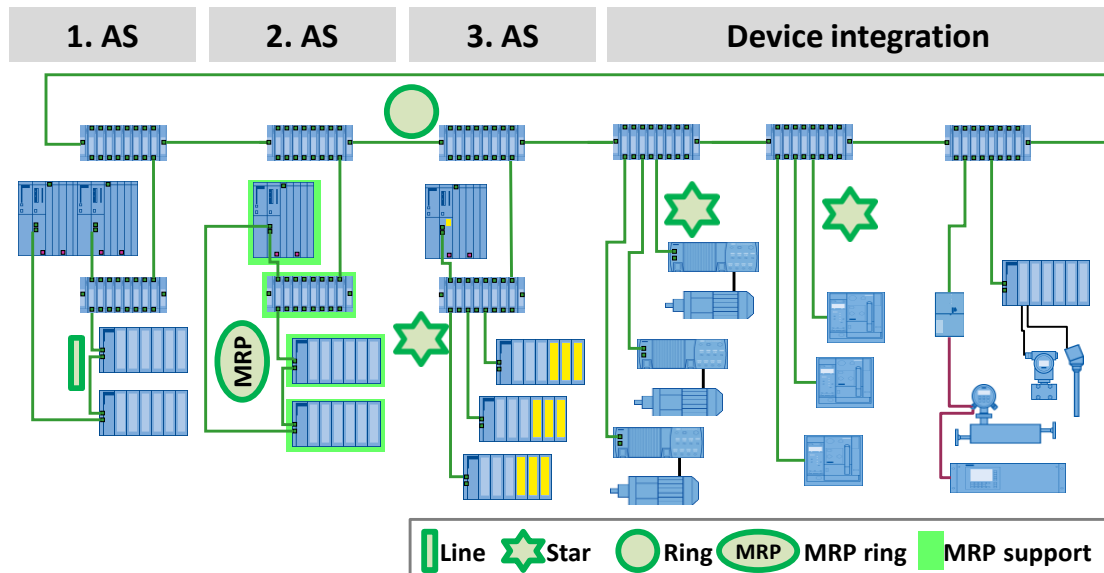 1. AS
2. AS
3. AS
Device integration
MRP
Line
Star
Ring
MRP
MRP ring
MRP support